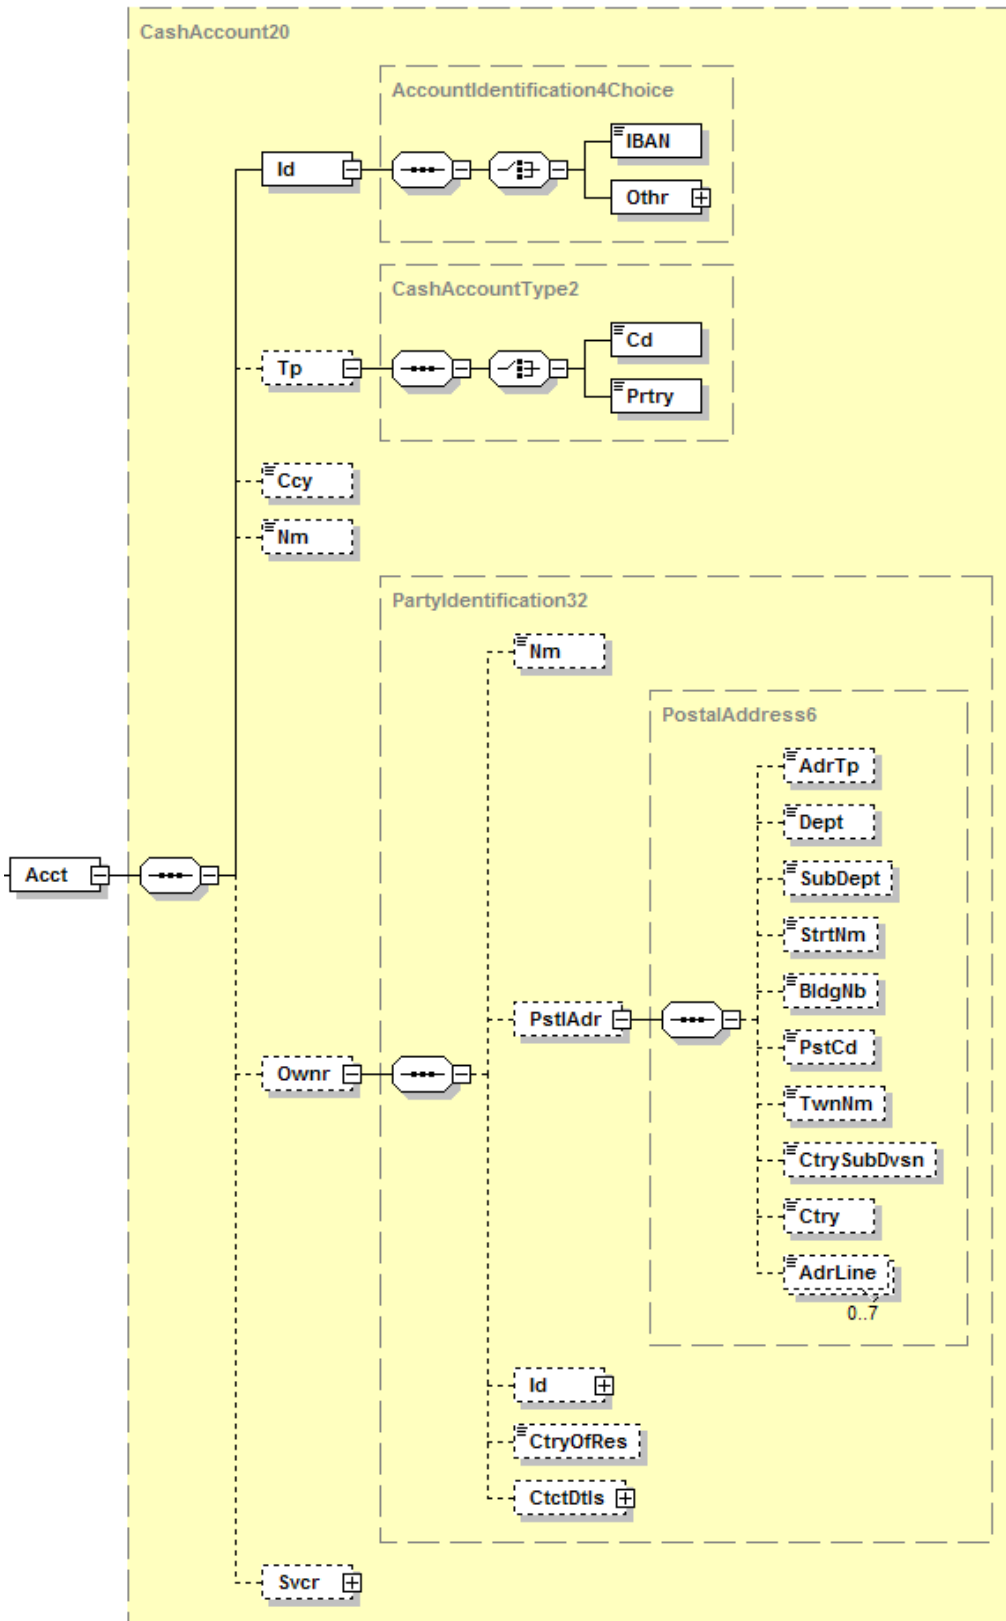 CashAccount20
AccountIdentification4Choice
IBAN
Id
Othr
CashAccountType2
Cd
Tp
Prtry
Ccy
Nm
PartyIdentification32
Nm
PostalAddress6
AdrTp
Dept
Acct
SubDept
StrtNm
BldgNb
PstlAdr
PstCd
Ownr
TwnNm
CtrySubDvsn
Ctry
AdrLine
0..7
Id
CtryOfRes
CtctDtls
Svcr